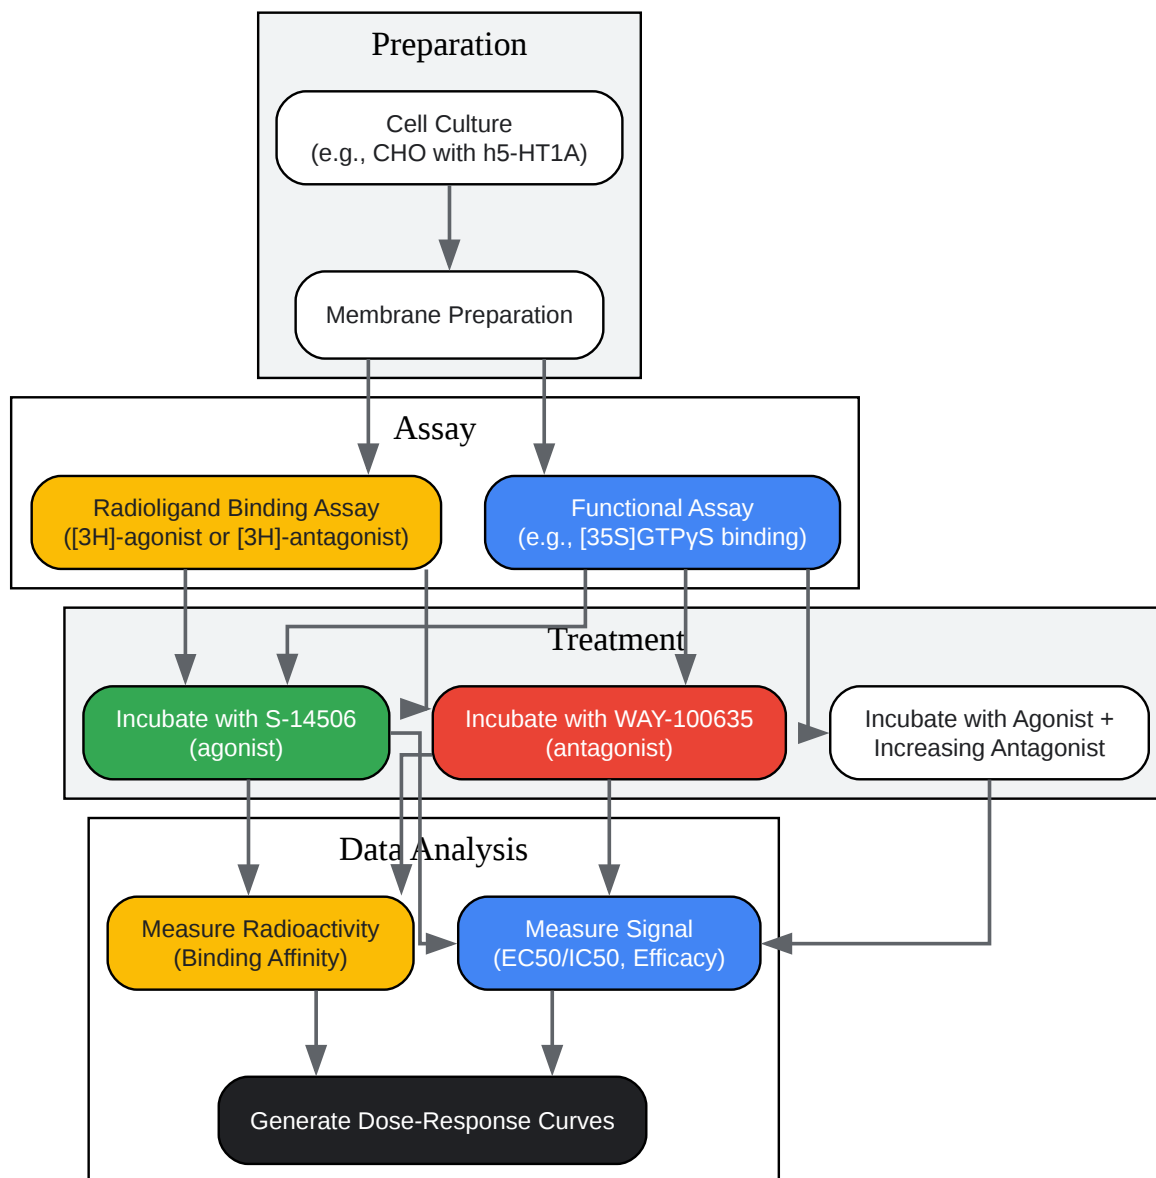 Preparation
Cell Culture
(e.g., CHO with h5-HT1A)
Membrane Preparation
Assay
Radioligand Binding Assay
([3H]-agonist or [3H]-antagonist)
Functional Assay
(e.g., [35S]GTPγS binding)
Treatment
Incubate with S-14506
(agonist)
Incubate with WAY-100635
(antagonist)
Incubate with Agonist +
Increasing Antagonist
Data Analysis
Measure Radioactivity
(Binding Affinity)
Measure Signal
(EC50/IC50, Efficacy)
Generate Dose-Response Curves